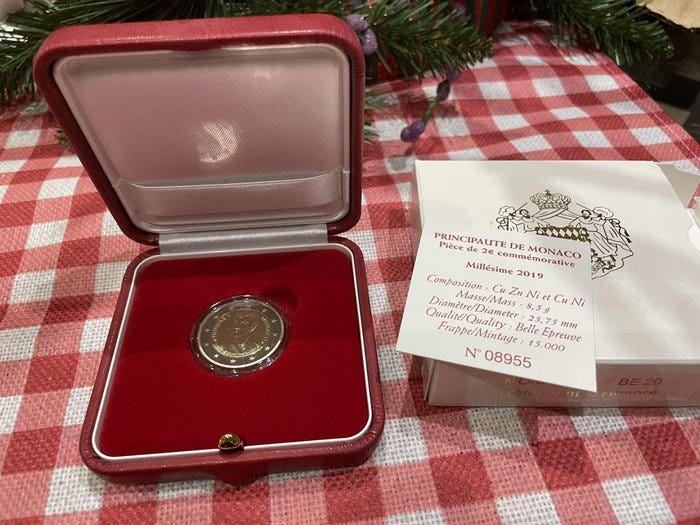 PRINCIPAUTE DE MONACO
Pièce de 2€ commémorative
Millésime 2019
Composition : Cu Zn Ni et Cu Ni
Masse/Mass : 8,5 g
Diamètre/Diameter : 25,75 mm
Qualité/Quality : Belle Epreuve
Frappe/Mintage : 15.000
N° 08955